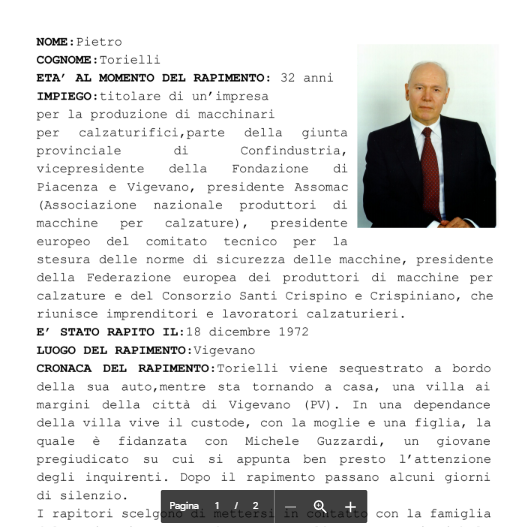 NOME:Pietro
COGNOME:Torielli
ETA’ AL MOMENTO DEL RAPIMENTO: 32 anni
IMPIEGO:titolare di un’impresa
per la produzione di macchinari
per calzaturifici,parte della giunta
provinciale di Confindustria,
vicepresidente della Fondazione di
Piacenza e Vigevano, presidente Assomac
(Associazione nazionale produttori di
macchine per calzature), presidente
europeo del comitato tecnico per la
stesura delle norme di sicurezza delle macchine, presidente
della Federazione europea dei produttori di macchine per
calzature e del Consorzio Santi Crispino e Crispiniano, che
riunisce imprenditori e lavoratori calzaturieri.
E’ STATO RAPITO IL:18 dicembre 1972
LUOGO DEL RAPIMENTO:Vigevano
CRONACA DEL RAPIMENTO:Torielli viene sequestrato a bordo
della sua auto,mentre sta tornando a casa, una villa ai
margini della città di Vigevano (PV). In una dependance
della villa vive il custode, con la moglie e una figlia, la
quale è fidanzata con Michele Guzzardi, un giovane
pregiudicato su cui si appunta ben presto l’attenzione
degli inquirenti. Dopo il rapimento passano alcuni giorni
di silenzio.
I rapitori scelgono di mettersi in contatto con la famiglia
Pagina 1 / 2